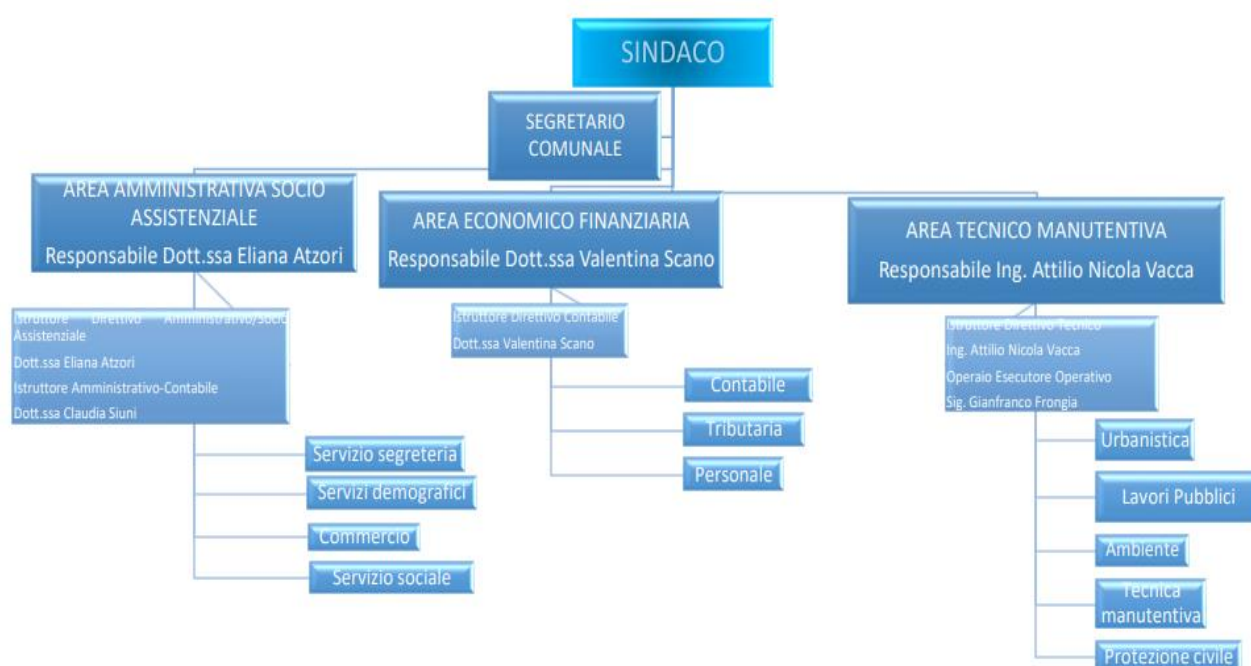 SINDACO
SEGRETARIO
COMUNALE
AREA AMMINISTRATIVA SOCIO
ASSISTENZIALE
Responsabile Dott.ssa Eliana Atzori
AREA ECONOMICO FINANZIARIA
Responsabile Dott.ssa Valentina Scano
AREA TECNICO MANUTENTIVA
Responsabile Ing. Attilio Nicola Vacca
Istruttore Direttivo Amministrativo/Socio
Assistenziale
Dott.ssa Eliana Atzori
Istruttore Amministrativo-Contabile
Dott.ssa Claudia Siuni
Servizio segreteria
Servizi demografici
Commercio
Servizio sociale
Istruttore Direttivo Contabile
Dott.ssa Valentina Scano
Contabile
Tributaria
Personale
Istruttore Direttivo Tecnico
Ing. Attilio Nicola Vacca
Operaio Esecutore Operativo
Sig. Gianfranco Frongia
Urbanistica
Lavori Pubblici
Ambiente
Tecnica
manutentiva
Protezione civile